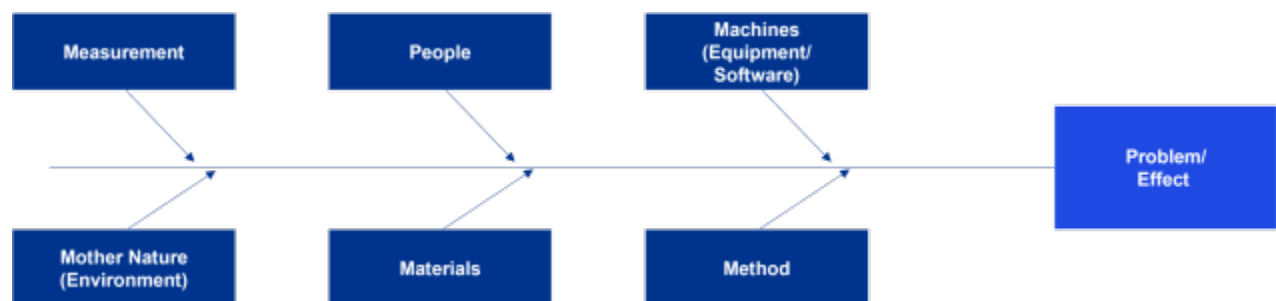 Measurement
People
Machines
(Equipment/
Software)
Problem/
Effect
Mother Nature
(Environment)
Materials
Method